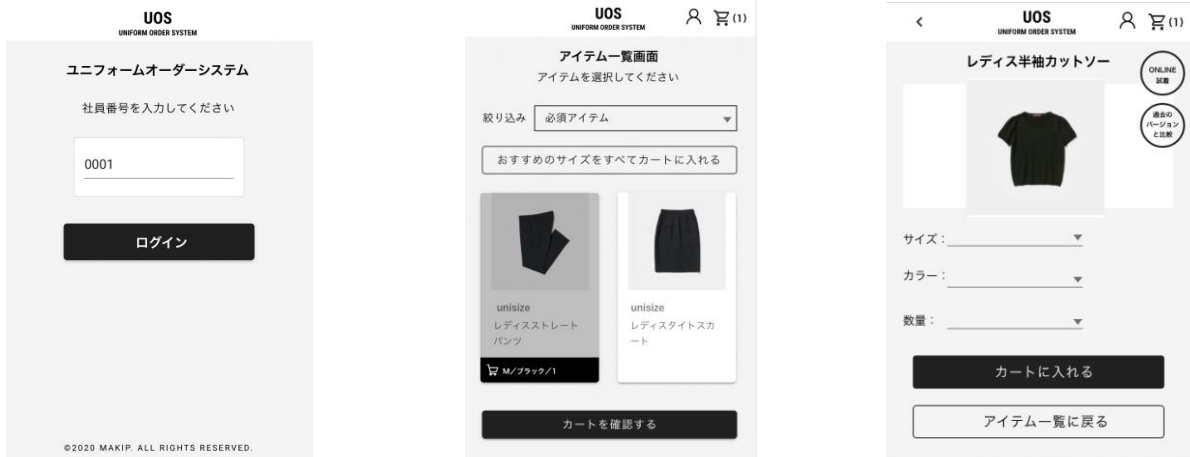 UOS
UNIFORM ORDER SYSTEM
ユニフォームオーダーシステム
社員番号を入力してください
0001
ログイン
©2020 MAKIP. ALL RIGHTS RESERVED.
UOS
UNIFORM ORDER SYSTEM
(1)
アイテム一覧画面
アイテムを選択してください
絞り込み 必須アイテム
おすすめのサイズをすべてカートに入れる
unisize
レディスストレート
パンツ
M/ブラック/1
unisize
レディスタイトスカ
ート
カートを確認する
UOS
UNIFORM ORDER SYSTEM
(1)
レディス半袖カットソー
ONLINE
試着
過去の
バージョン
と比較
サイズ：
カラー：
数量：
カートに入れる
アイテム一覧に戻る